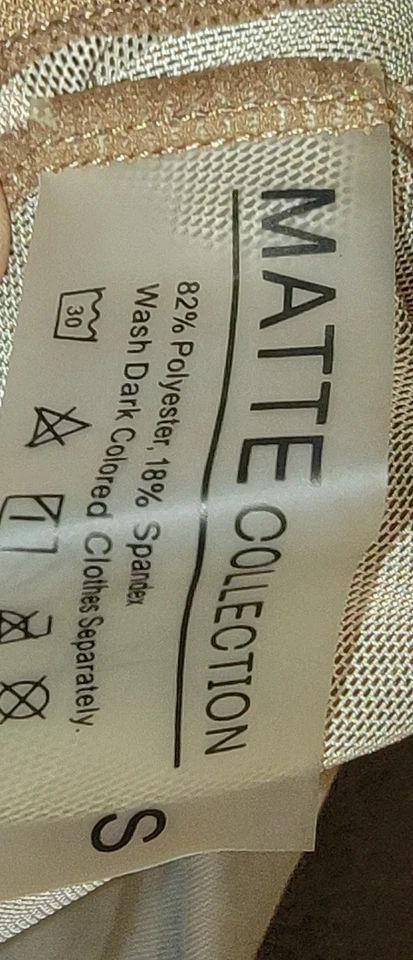 MATTE COLLECTION
82% Polyester, 18% Spandex
Wash Dark Colored Clothes Separately.
30
S